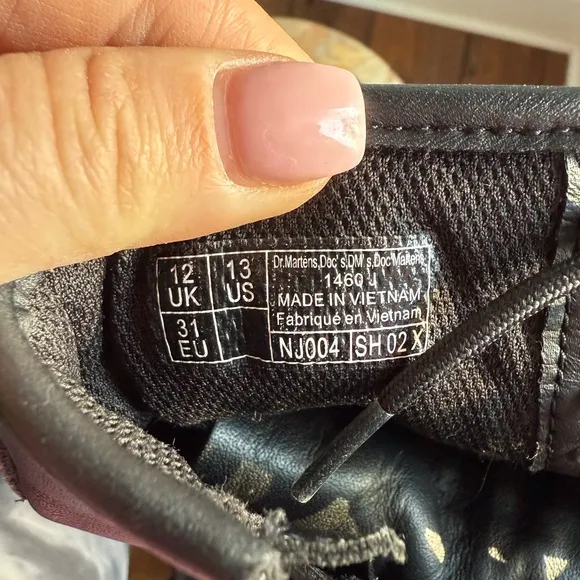 12 UK
13 US
31 EU
Dr.Martens,Doc's,DM's,Doc Martens
1460 J
MADE IN VIETNAM
Fabriqué en Vietnam
NJ004 SH 02 X